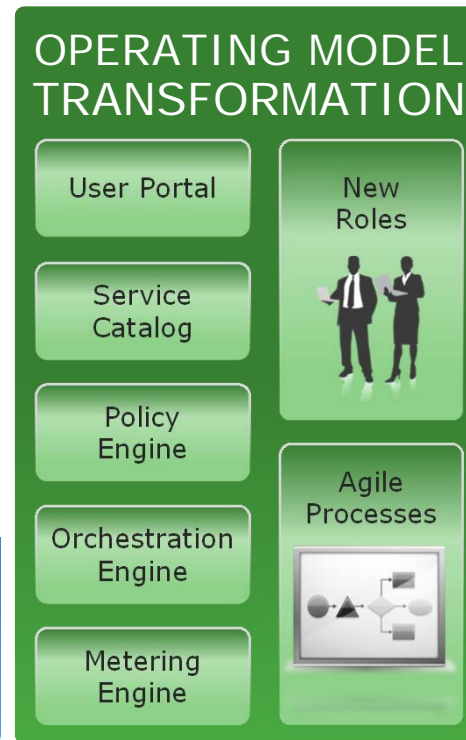 OPERATING MODEL
TRANSFORMATION
User Portal
Service
Catalog
Policy
Engine
Orchestration
Engine
Metering
Engine
New
Roles
Agile
Processes